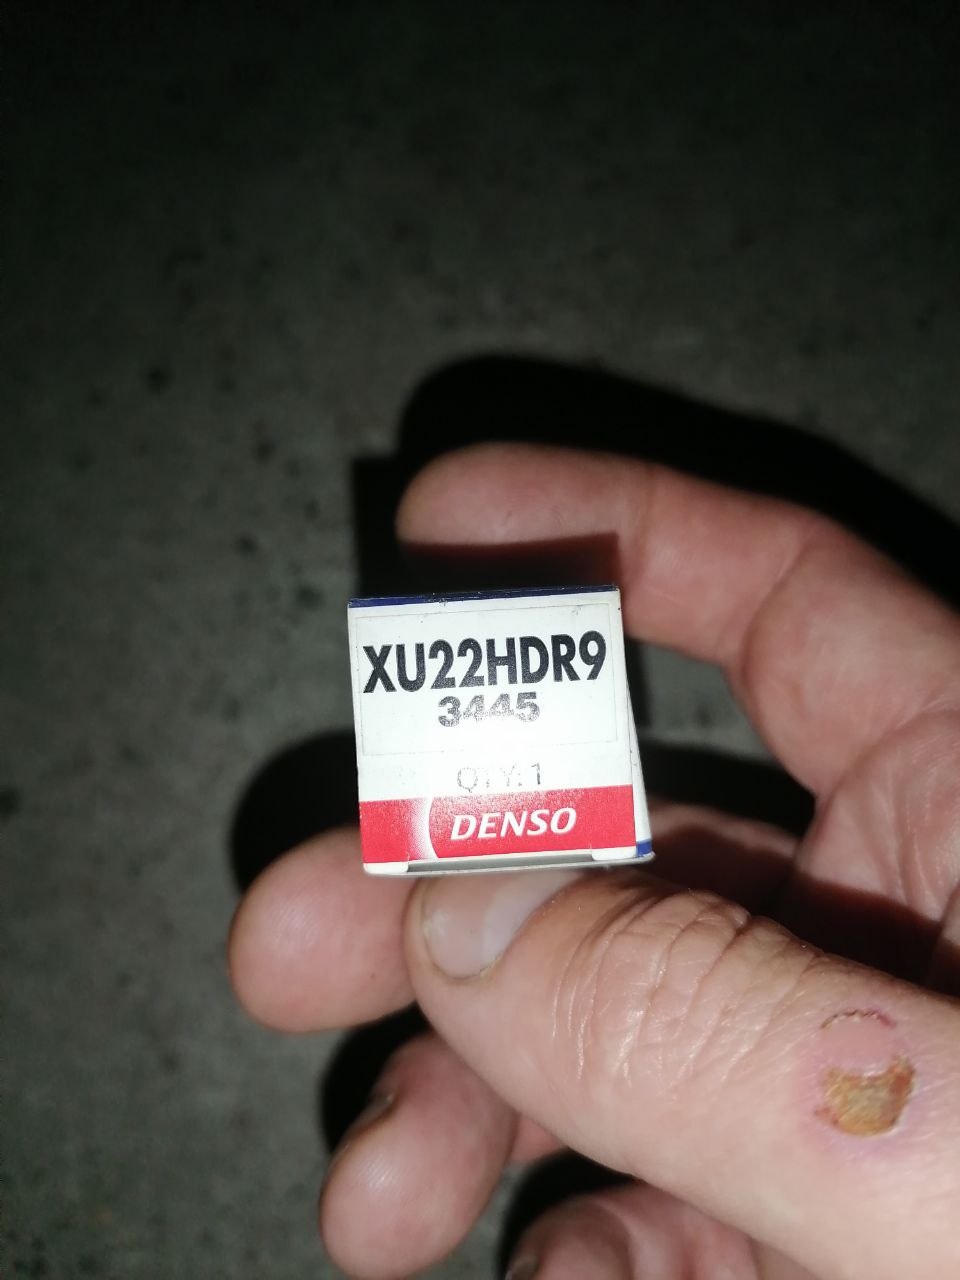 XU22HDR9
3445
QTY: 1
DENSO